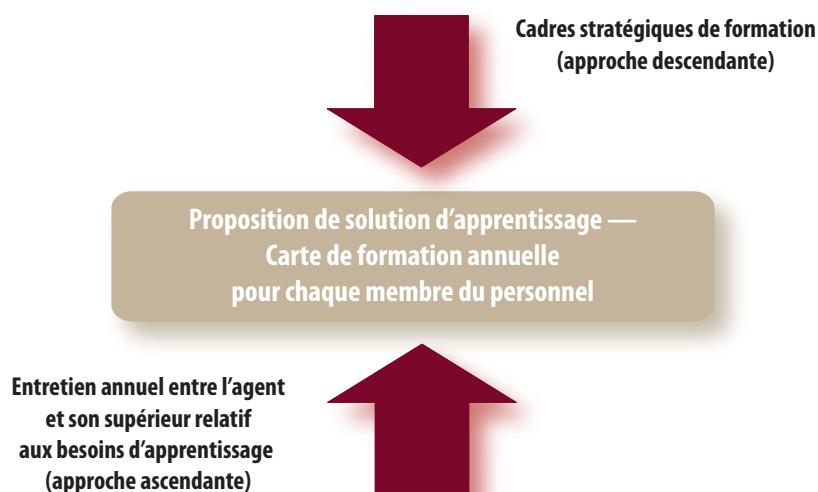 Cadres stratégiques de formation
(approche descendante)
Proposition de solution d’apprentissage —
Carte de formation annuelle
pour chaque membre du personnel
Entretien annuel entre l’agent
et son supérieur relatif
aux besoins d’apprentissage
(approche ascendante)